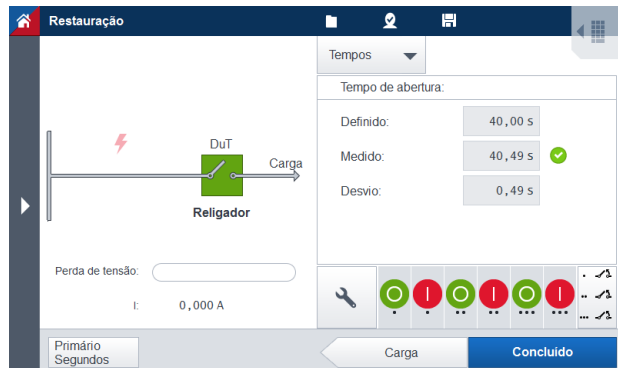 Restauração
Tempos
Tempo de abertura:
Definido: 40,00 s
Medido: 40,49 s
Desvio: 0,49 s
DuT
Carga
Religador
Perda de tensão:
I: 0,000 A
Primário
Segundos
Carga
Concluído